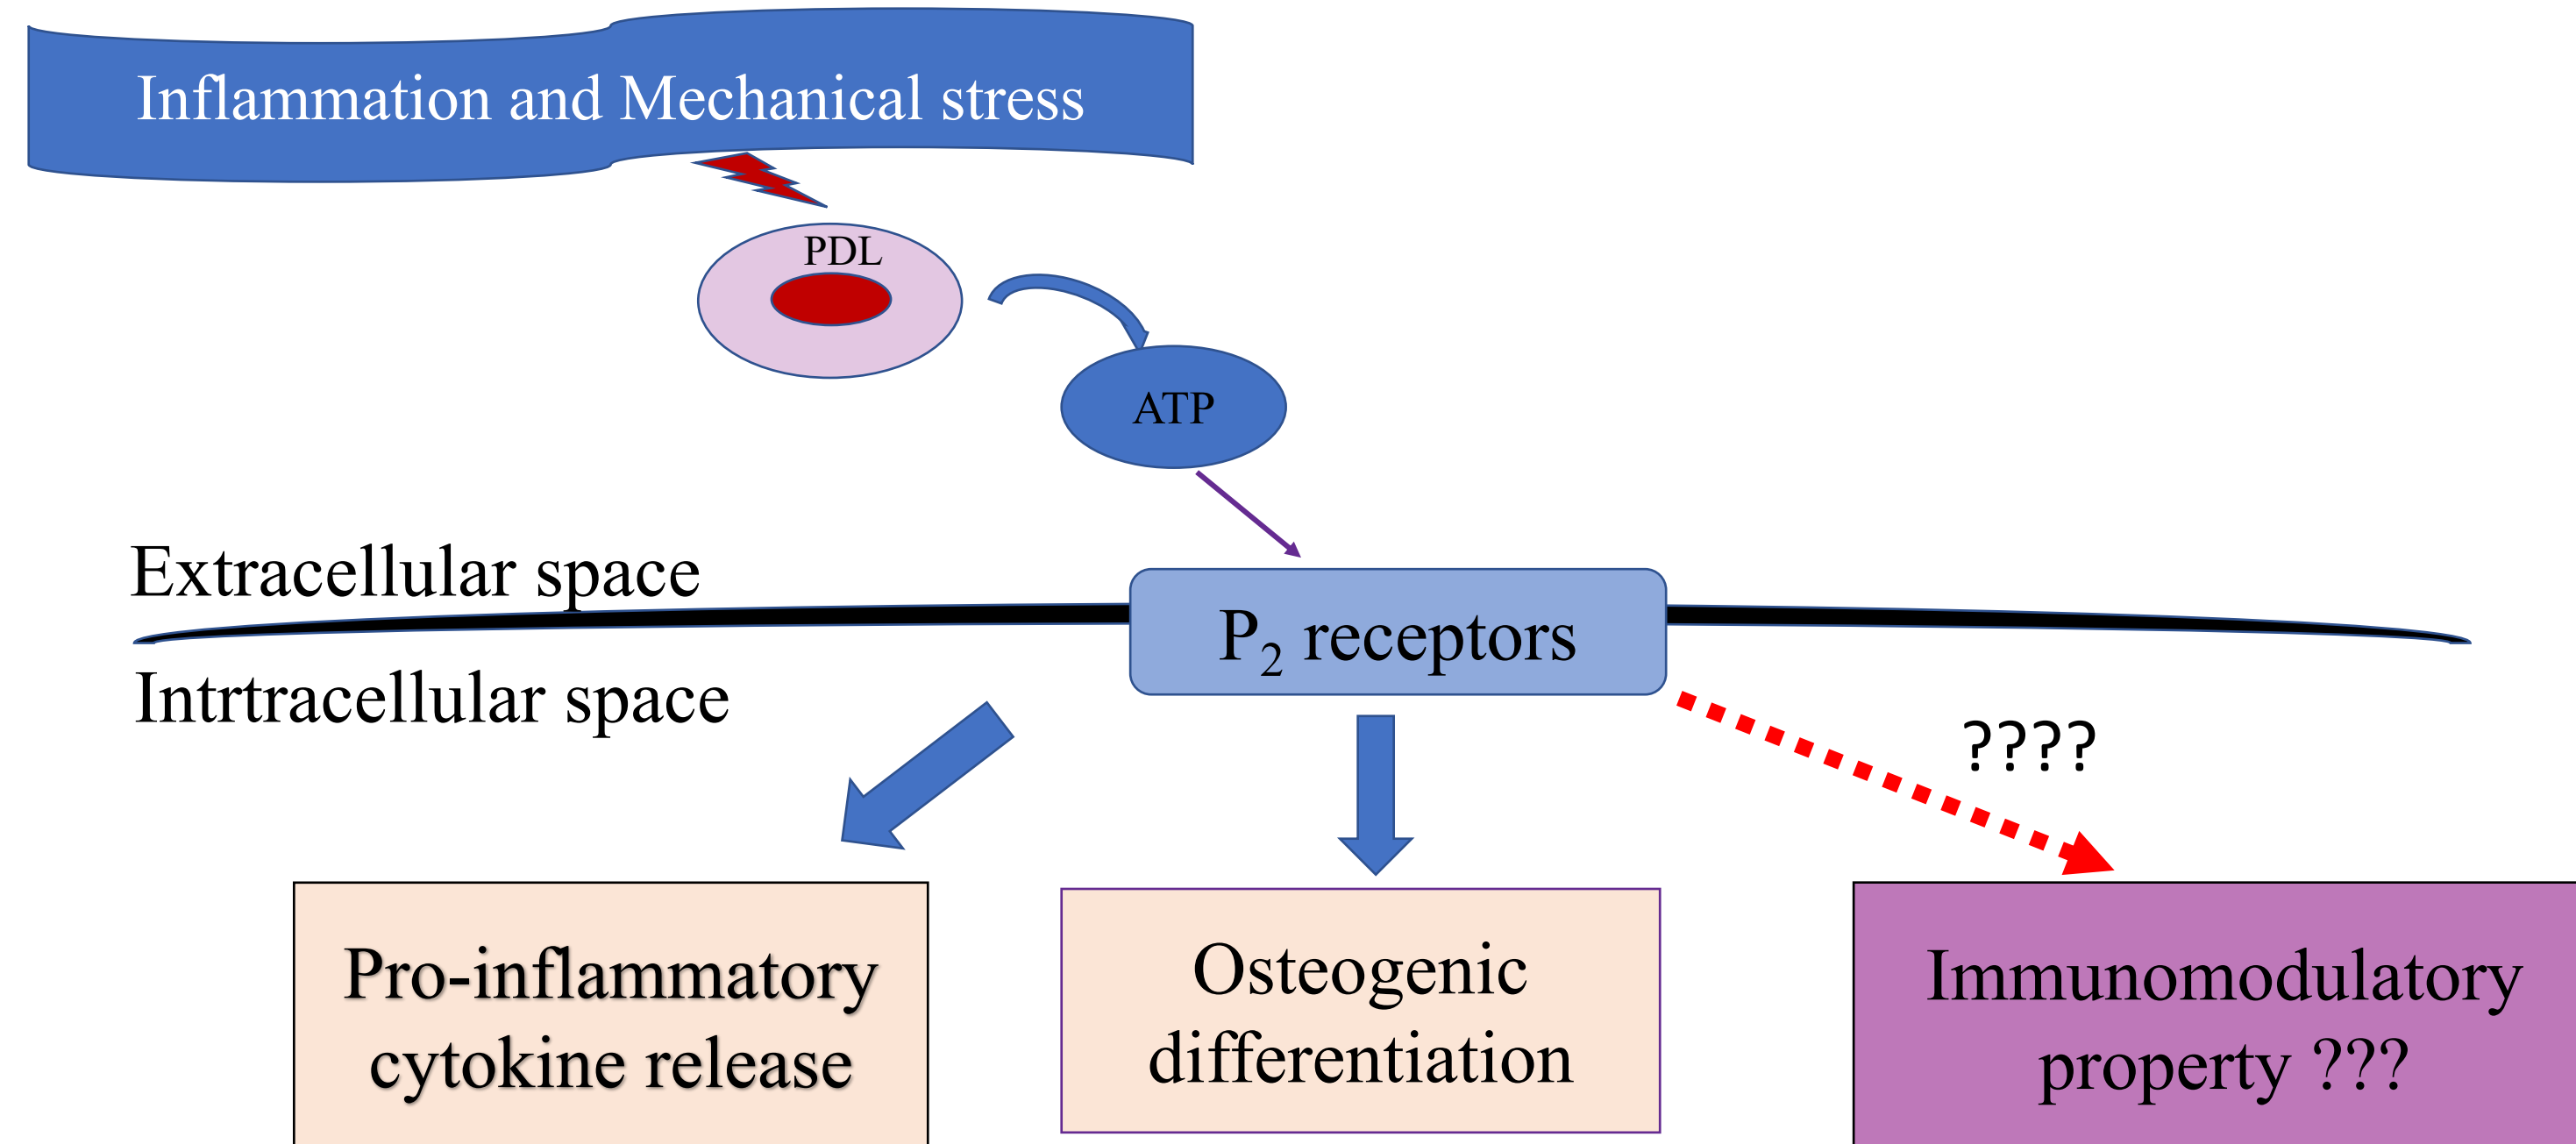 Inflammation and Mechanical stress
PDL
ATP
Extracellular space
P₂ receptors
Intrtracellular space
????
Pro-inflammatory
cytokine release
Osteogenic
differentiation
Immunomodulatory
property ???